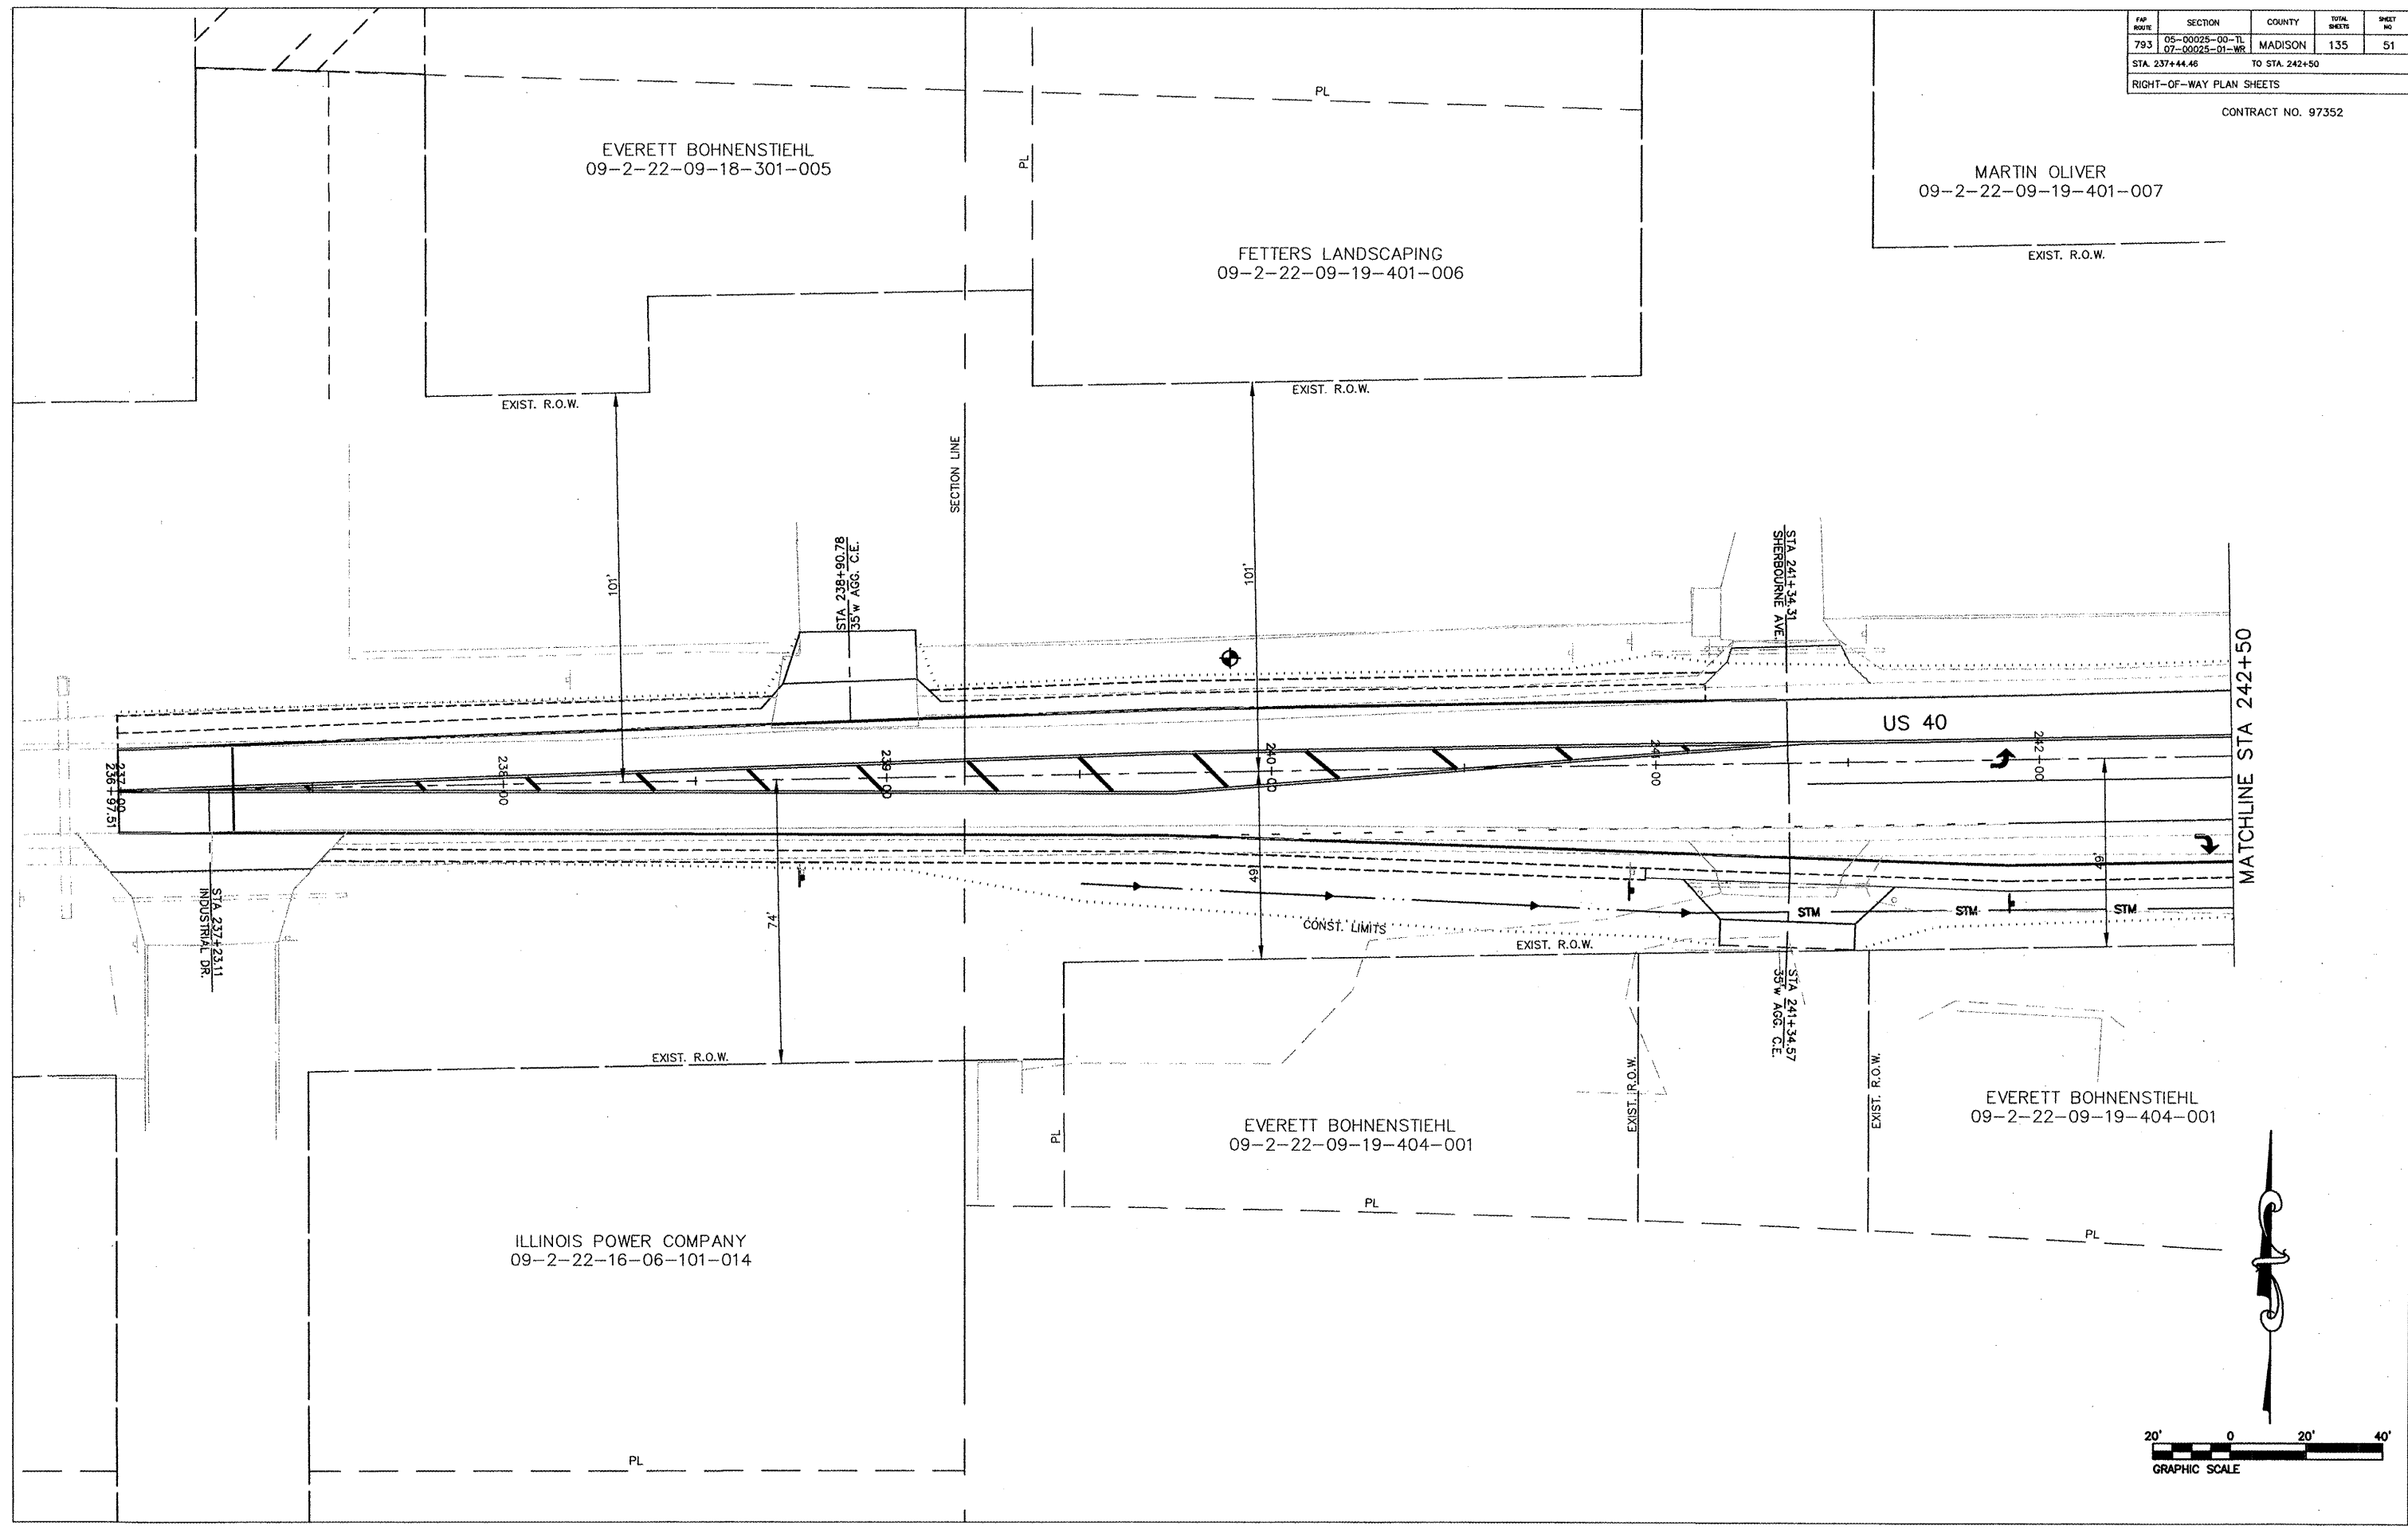 FAP ROUTE SECTION COUNTY TOTAL SHEETS SHEET NO
793 05-00025-00-TL 07-00025-01-WR MADISON 135 51
STA. 237+44.46 TO STA. 242+50
RIGHT-OF-WAY PLAN SHEETS
CONTRACT NO. 97352
PL
EVERETT BOHNENSTIEHL
09-2-22-09-18-301-005
PL
MARTIN OLIVER
09-2-22-09-19-401-007
FETTERS LANDSCAPING
09-2-22-09-19-401-006
EXIST. R.O.W.
EXIST. R.O.W.
EXIST. R.O.W.
SECTION LINE
101'
STA 238+90.78
35'w AGG. C.E.
101'
STA 241+34.31
SHERBOURNE AVE.
US 40
MATCHLINE STA 242+50
237+00
236+97.51
238+00
239+00
240+00
241+00
242+00
STA 237+23.11
INDUSTRIAL DR.
74'
49'
49'
CONST. LIMITS
STM
STM
STM
EXIST. R.O.W.
STA 241+34.57
35'w AGG. C.E.
EXIST. R.O.W.
EXIST. R.O.W.
EXIST. R.O.W.
PL
EVERETT BOHNENSTIEHL
09-2-22-09-19-404-001
EVERETT BOHNENSTIEHL
09-2-22-09-19-404-001
PL
PL
ILLINOIS POWER COMPANY
09-2-22-16-06-101-014
PL
20' 0 20' 40'
GRAPHIC SCALE